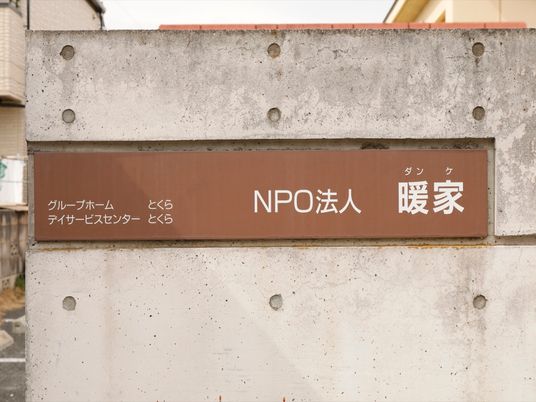 グループホーム とくら
デイサービスセンター とくら
NPO法人 暖家
ダンケ